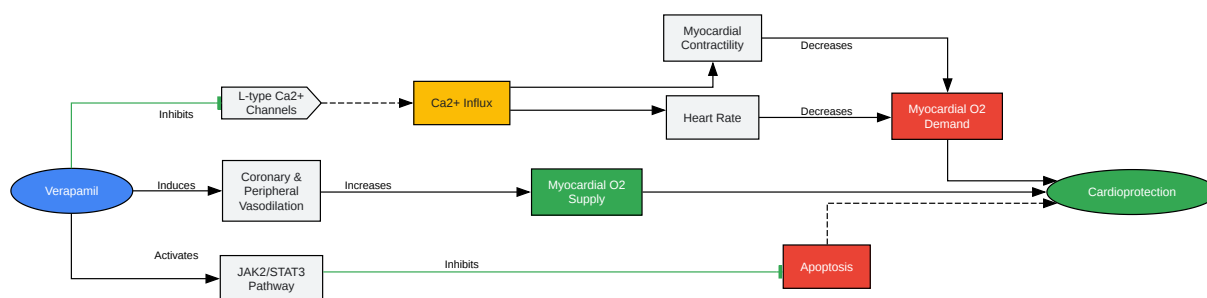 Myocardial
Contractility
Decreases
L-type Ca2+
Channels
Inhibits
Ca2+ Influx
Heart Rate
Decreases
Myocardial O2
Demand
Verapamil
Induces
Coronary &
Peripheral
Vasodilation
Increases
Myocardial O2
Supply
Cardioprotection
Activates
JAK2/STAT3
Pathway
Inhibits
Apoptosis